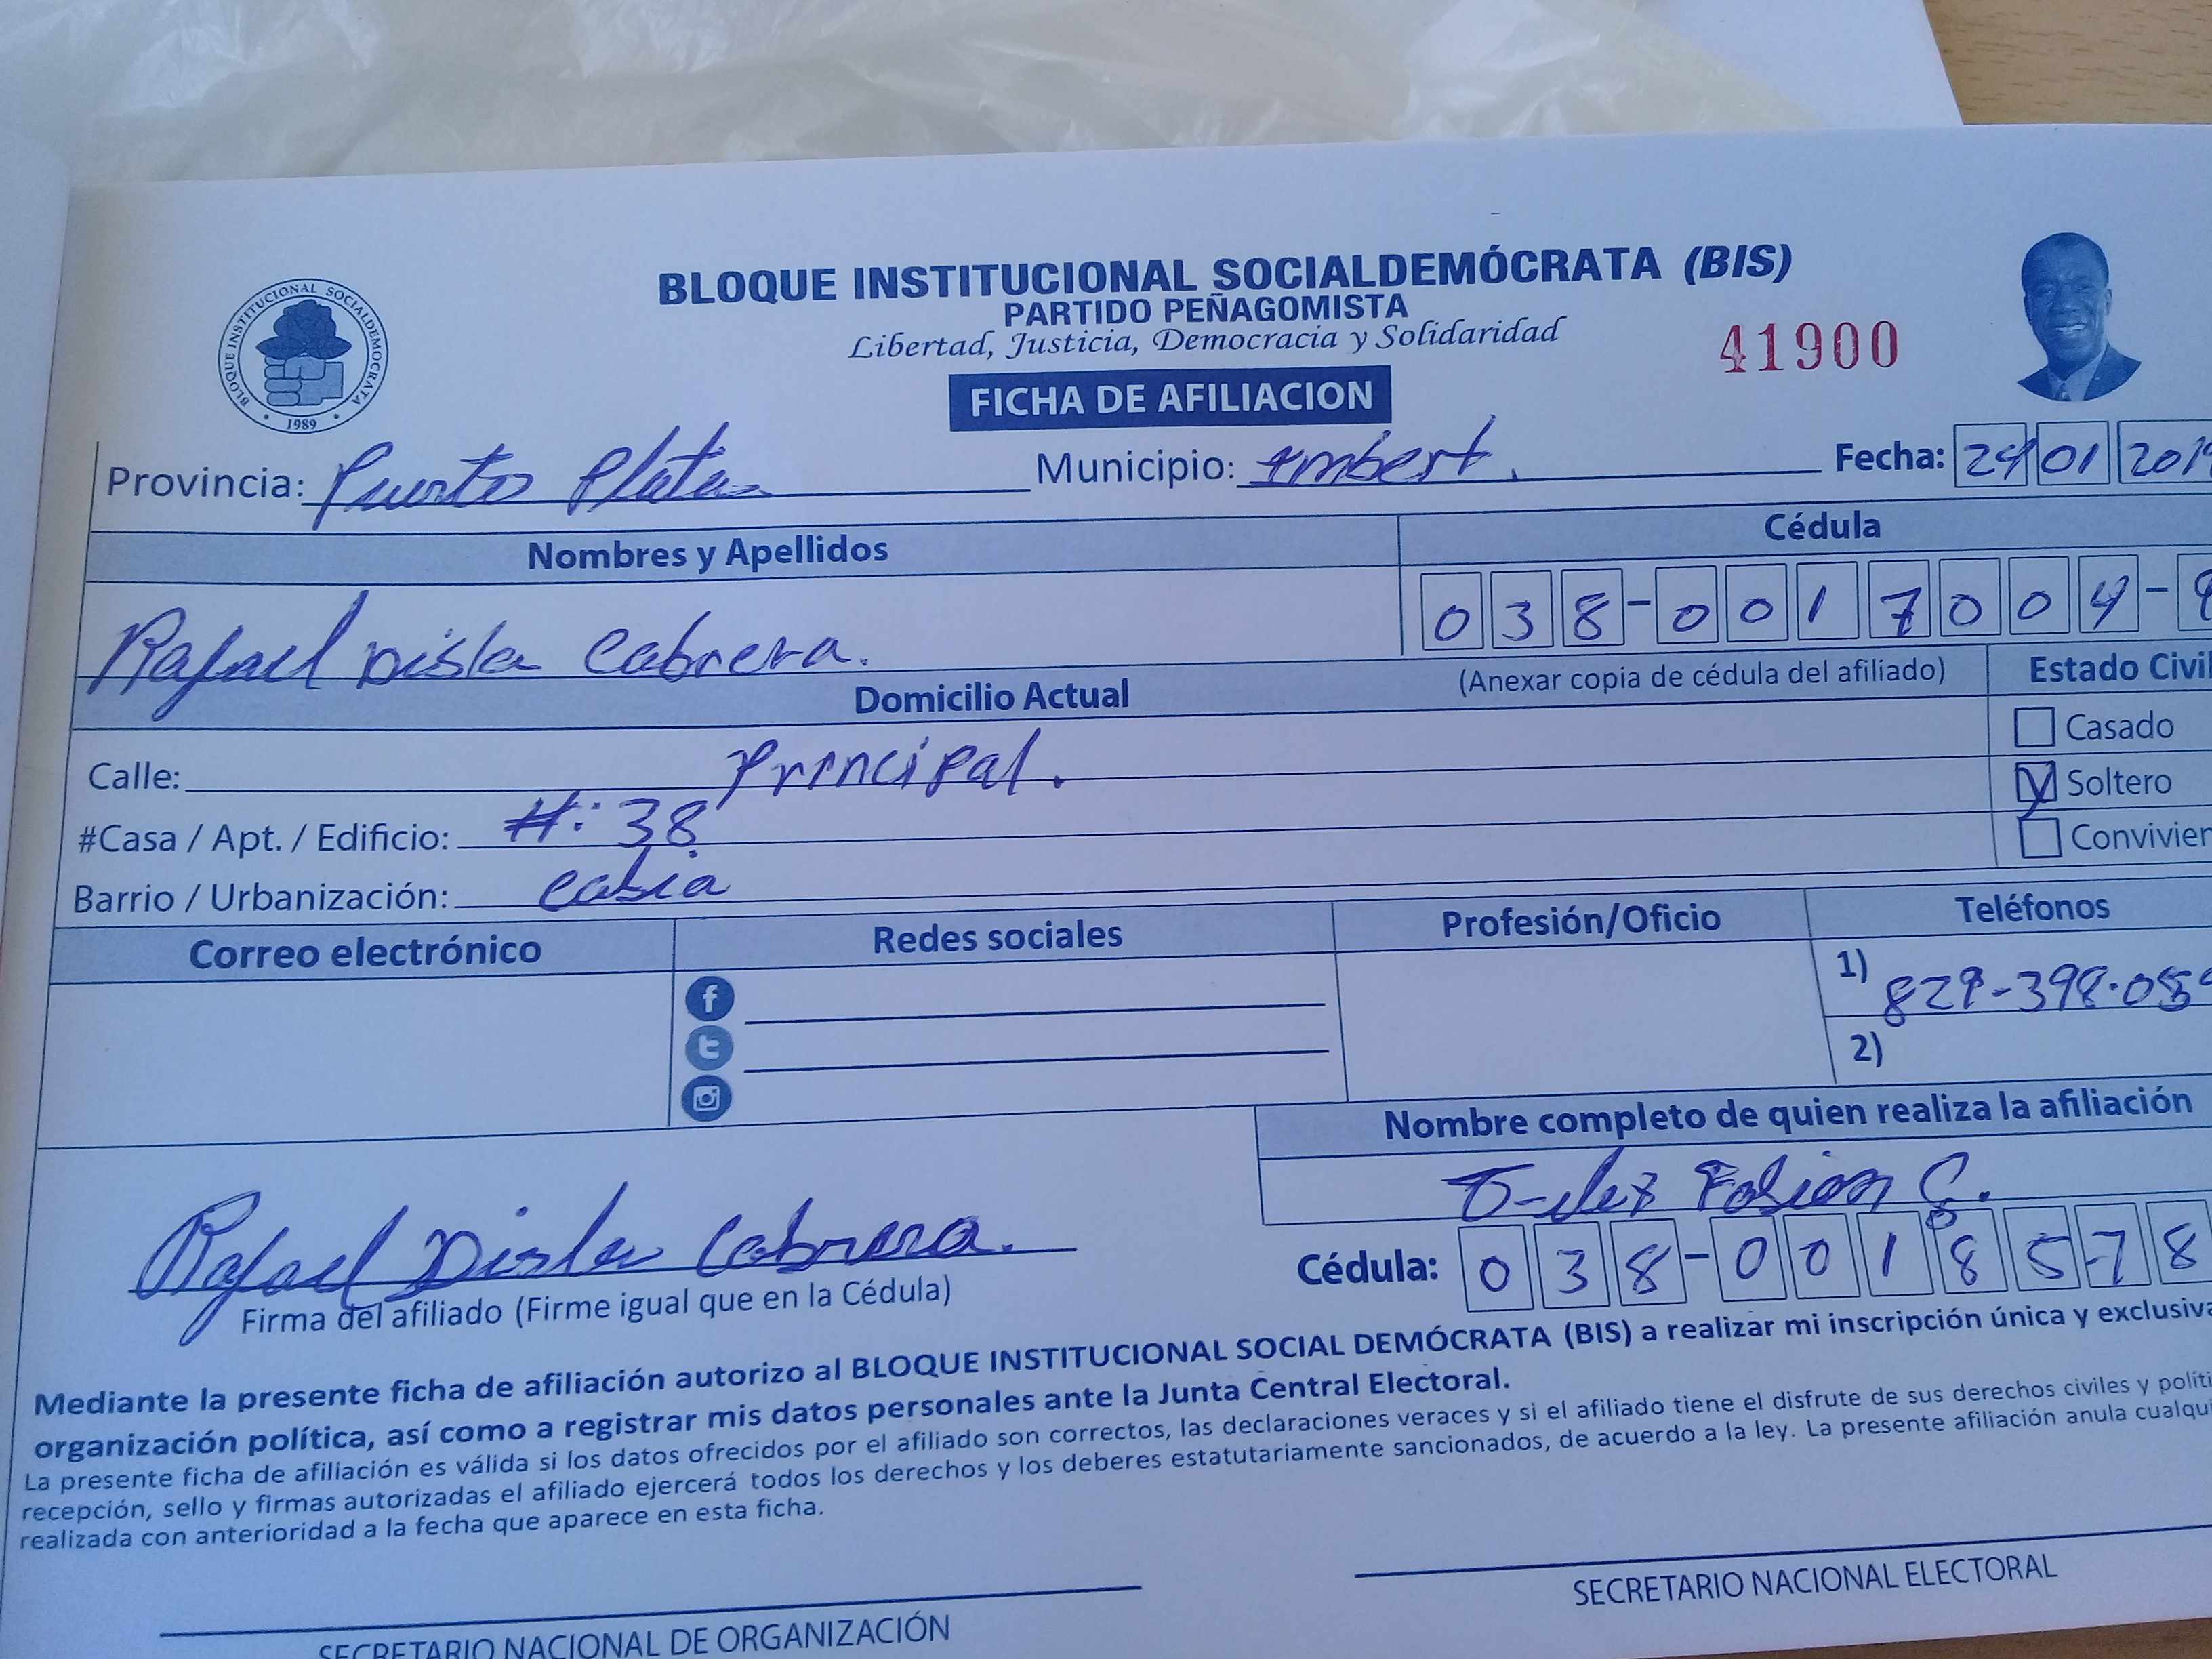 BLOQUE INSTITUCIONAL SOCIALDEMÓCRATA (BIS)
PARTIDO PEÑAGOMISTA
Libertad, Justicia, Democracia y Solidaridad
41900
BLOQUE INSTITUCIONAL SOCIALDEMOCRATA
1989
FICHA DE AFILIACION
Provincia: Puerto Plata Municipio: Imbert. Fecha: 29 01 201
Nombres y Apellidos Cédula
Rafael Disla Cabrera. 038-0017004-
Domicilio Actual (Anexar copia de cédula del afiliado) Estado Civil
Calle: Principal. Casado
#Casa / Apt. / Edificio: #: 38 Soltero
Barrio / Urbanización: Cabia Convivien
Correo electrónico Redes sociales Profesión/Oficio Teléfonos
1) 829-398-05
2)
Nombre completo de quien realiza la afiliación
Fabian
Rafael Disla Cabrera. Cédula: 038-0018578
Firma del afiliado (Firme igual que en la Cédula)
Mediante la presente ficha de afiliación autorizo al BLOQUE INSTITUCIONAL SOCIAL DEMÓCRATA (BIS) a realizar mi inscripción única y exclusiva
organización política, así como a registrar mis datos personales ante la Junta Central Electoral.
La presente ficha de afiliación es válida si los datos ofrecidos por el afiliado son correctos, las declaraciones veraces y si el afiliado tiene el disfrute de sus derechos civiles y políti
recepción, sello y firmas autorizadas el afiliado ejercerá todos los derechos y los deberes estatutariamente sancionados, de acuerdo a la ley. La presente afiliación anula cualqui
realizada con anterioridad a la fecha que aparece en esta ficha.
SECRETARIO NACIONAL DE ORGANIZACIÓN SECRETARIO NACIONAL ELECTORAL